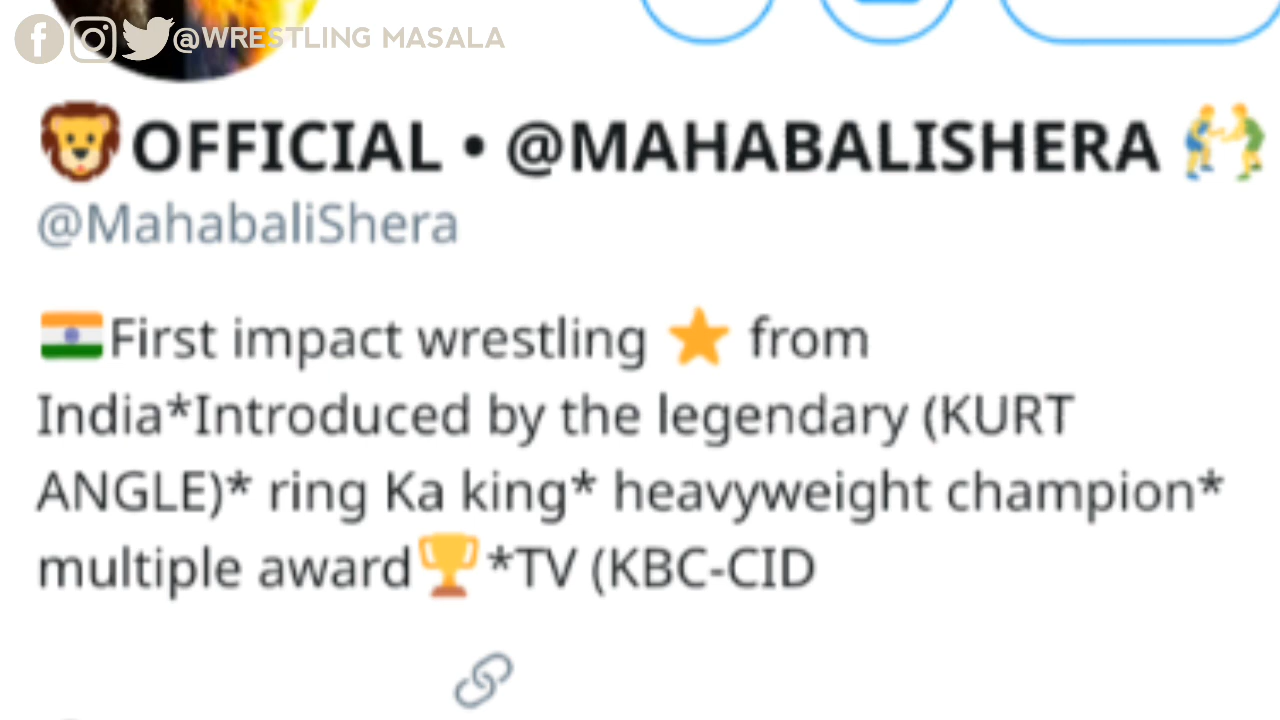 @WRESTLING MASALA
🦁OFFICIAL • @MAHABALISHERA 🤼
@MahabaliShera
🇮🇳First impact wrestling ⭐ from
India*Introduced by the legendary (KURT
ANGLE)* ring Ka king* heavyweight champion*
multiple award🏆*TV (KBC-CID